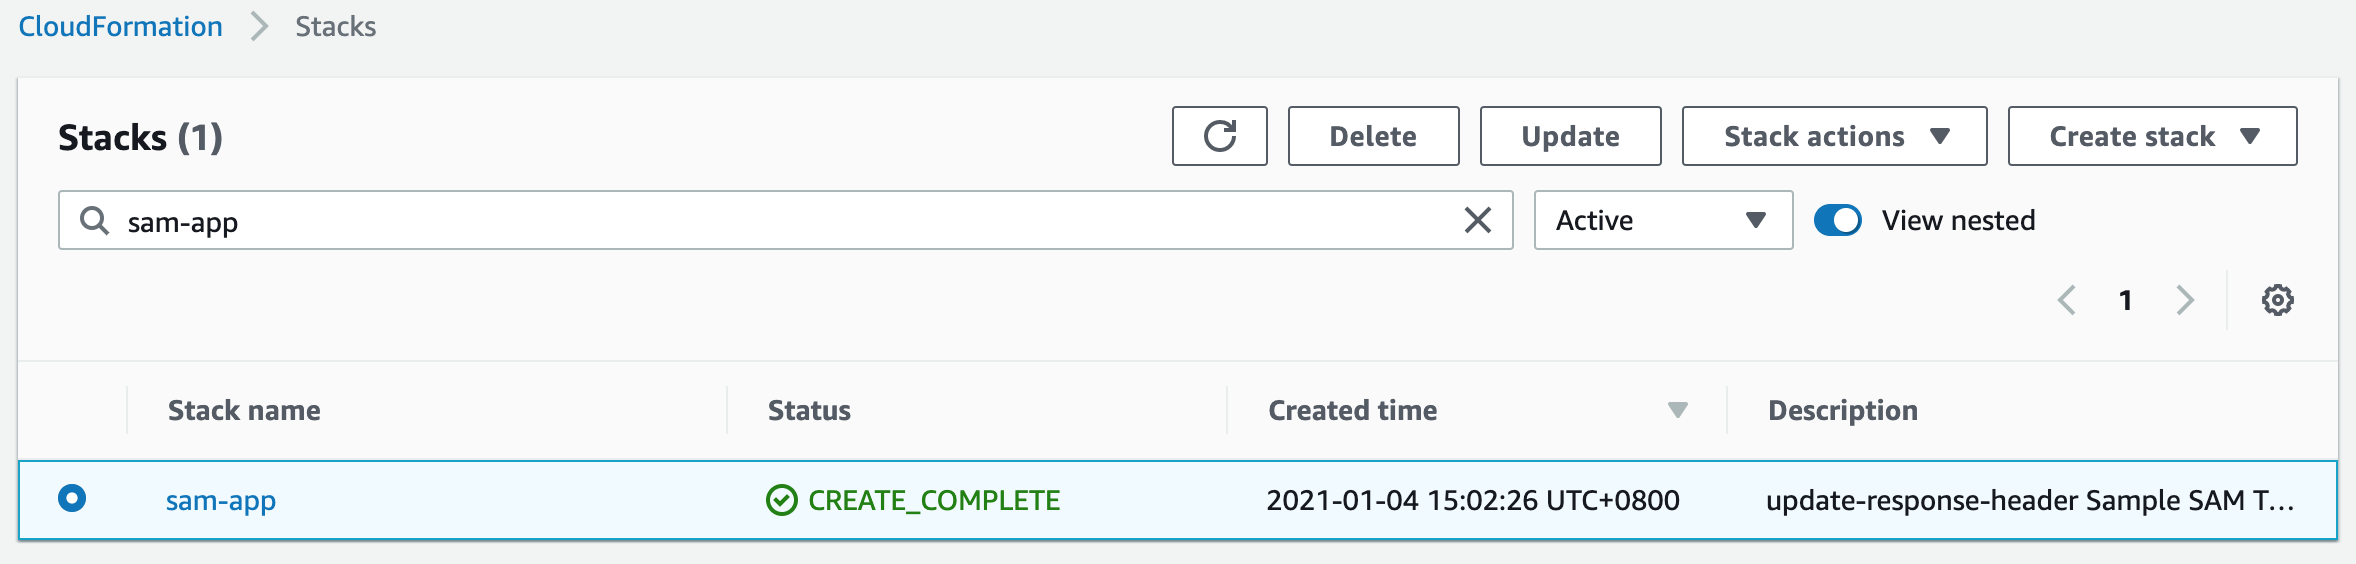 CloudFormation > Stacks
Stacks (1) Delete Update Stack actions Create stack
sam-app Active View nested
1
Stack name Status Created time Description
sam-app CREATE_COMPLETE 2021-01-04 15:02:26 UTC+0800 update-response-header Sample SAM T...